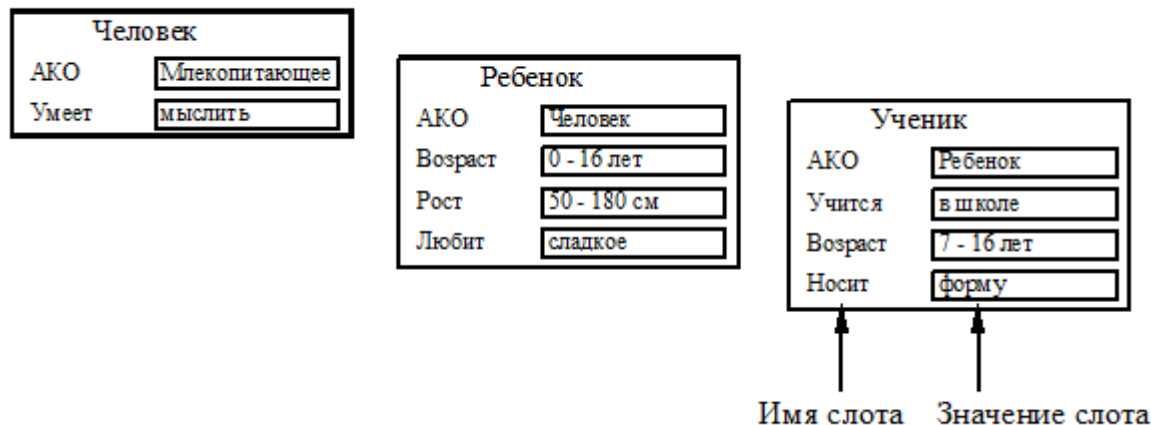 Человек
АКО Млекопитающее
Умеет мыслить
Ребенок
АКО Человек
Возраст 0 - 16 лет
Рост 50 - 180 см
Любит сладкое
Ученик
АКО Ребенок
Учится в школе
Возраст 7 - 16 лет
Носит форму
Имя слота Значение слота